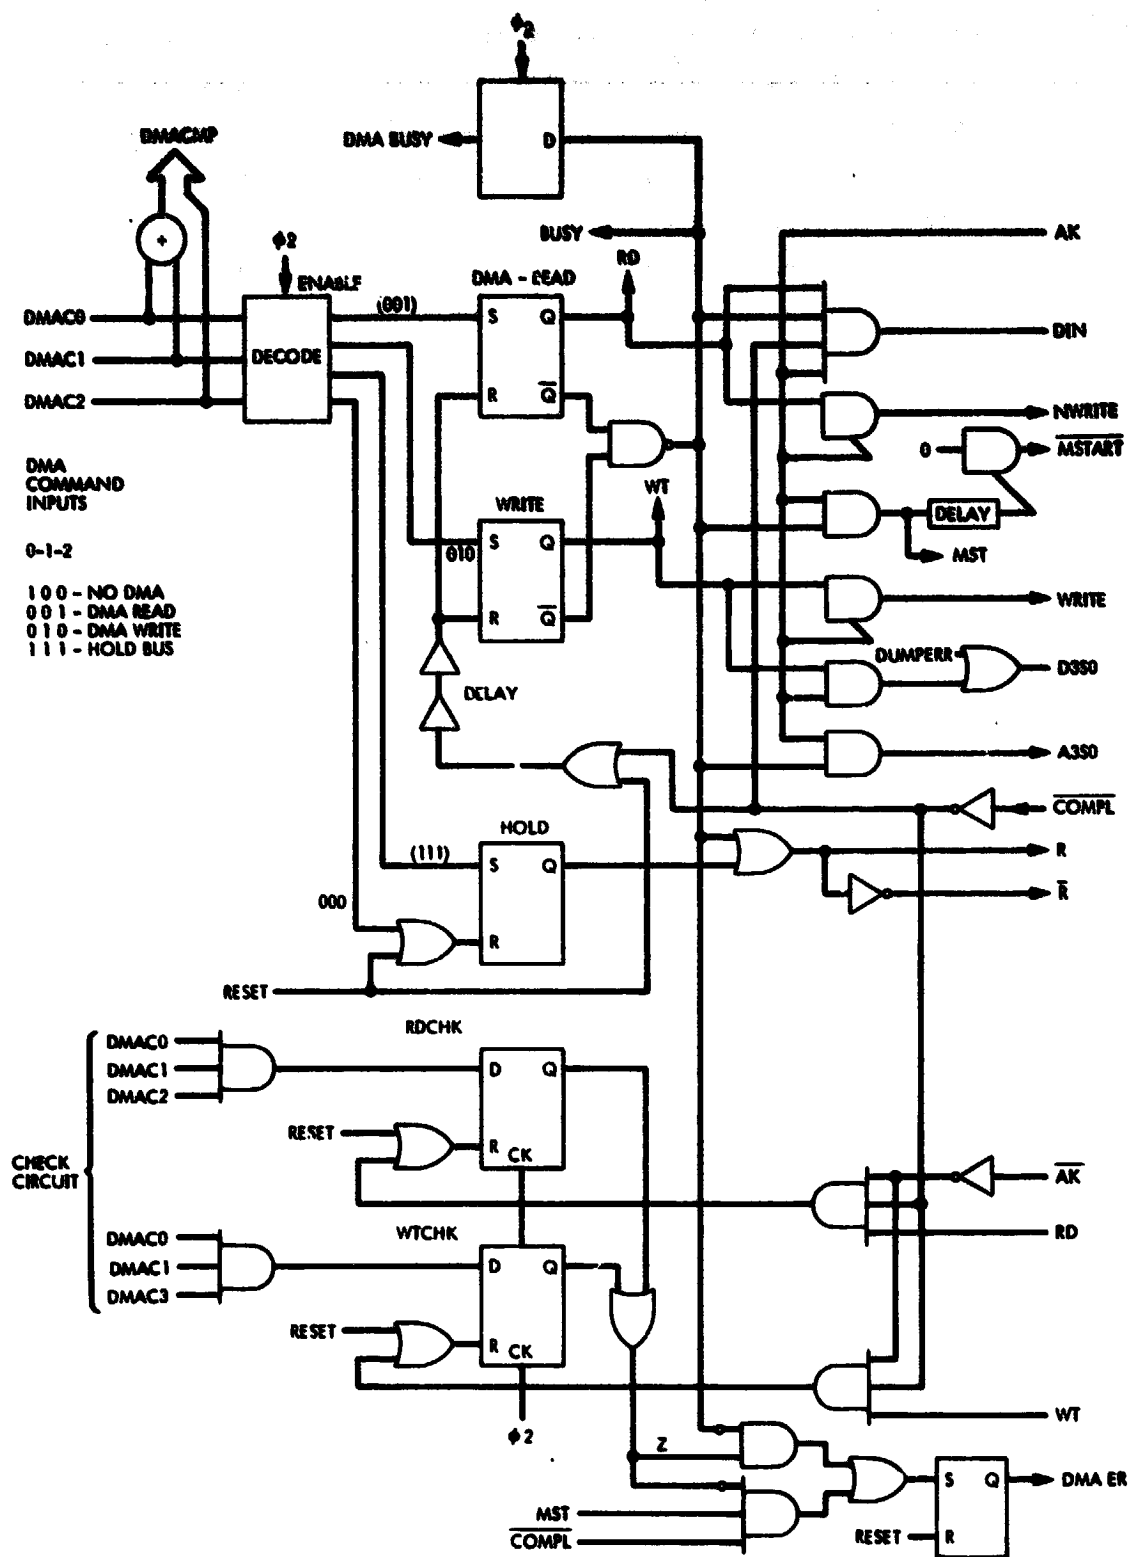 ϕ2
DMACMP
DMA BUSY
D
BUSY
AK
RD
ϕ2
ENABLE
DMA - READ
(001)
DMAC0
S
Q
DIN
DECODE
DMAC1
DMAC2
R
Q̅
NWRITE
0
M̅S̅T̅A̅R̅T̅
DMA
COMMAND
INPUTS
WT
WRITE
DELAY
010
S
Q
MST
0-1-2
1 0 0 - NO DMA
0 0 1 - DMA READ
0 1 0 - DMA WRITE
1 1 1 - HOLD BUS
WRITE
R
Q̅
DUMPERR
D3S0
DELAY
A3S0
C̅O̅M̅P̅L̅
HOLD
(111)
S
Q
R
R̅
000
R
RESET
RDCHK
DMAC0
DMAC1
DMAC2
D
Q
RESET
R
CK
CHECK
CIRCUIT
A̅K̅
RD
WTCHK
DMAC0
DMAC1
DMAC3
D
Q
RESET
R
CK
WT
ϕ2
Z
S
Q
DMA ER
MST
C̅O̅M̅P̅L̅
RESET
R